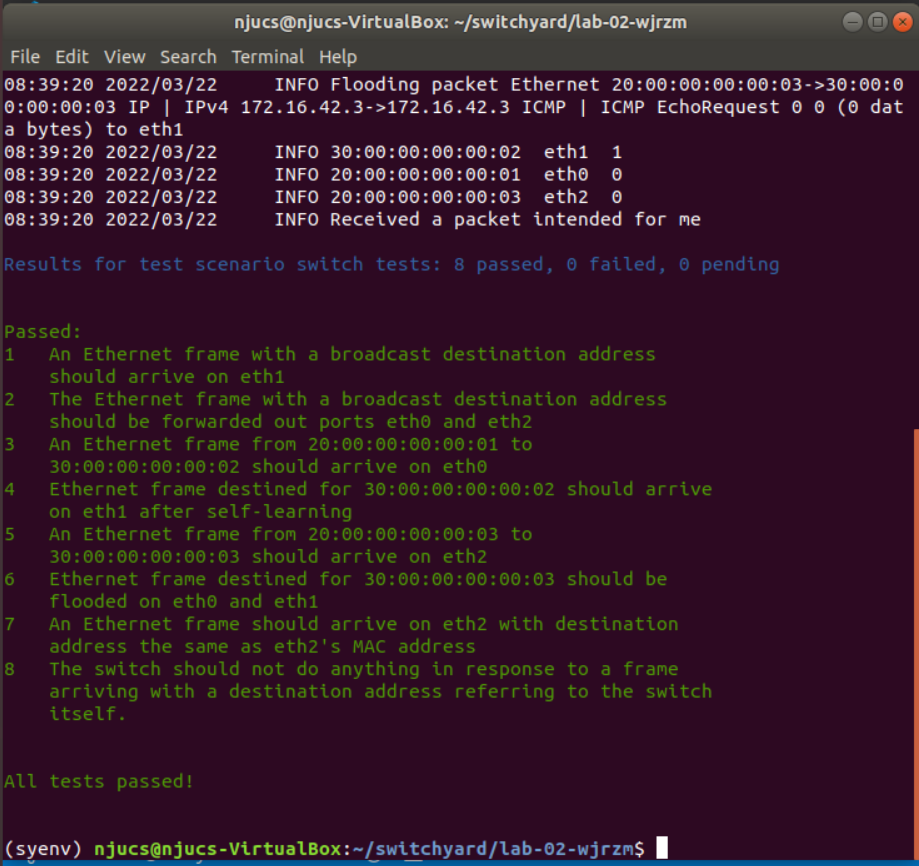 njucs@njucs-VirtualBox: ~/switchyard/lab-02-wjrzm
File Edit View Search Terminal Help
08:39:20 2022/03/22     INFO Flooding packet Ethernet 20:00:00:00:00:03->30:00:0
0:00:00:03 IP | IPv4 172.16.42.3->172.16.42.3 ICMP | ICMP EchoRequest 0 0 (0 dat
a bytes) to eth1
08:39:20 2022/03/22     INFO 30:00:00:00:00:02  eth1  1
08:39:20 2022/03/22     INFO 20:00:00:00:00:01  eth0  0
08:39:20 2022/03/22     INFO 20:00:00:00:00:03  eth2  0
08:39:20 2022/03/22     INFO Received a packet intended for me
Results for test scenario switch tests: 8 passed, 0 failed, 0 pending
Passed:
1   An Ethernet frame with a broadcast destination address
    should arrive on eth1
2   The Ethernet frame with a broadcast destination address
    should be forwarded out ports eth0 and eth2
3   An Ethernet frame from 20:00:00:00:00:01 to
    30:00:00:00:00:02 should arrive on eth0
4   Ethernet frame destined for 30:00:00:00:00:02 should arrive
    on eth1 after self-learning
5   An Ethernet frame from 20:00:00:00:00:03 to
    30:00:00:00:00:03 should arrive on eth2
6   Ethernet frame destined for 30:00:00:00:00:03 should be
    flooded on eth0 and eth1
7   An Ethernet frame should arrive on eth2 with destination
    address the same as eth2's MAC address
8   The switch should not do anything in response to a frame
    arriving with a destination address referring to the switch
    itself.
All tests passed!
(syenv) njucs@njucs-VirtualBox:~/switchyard/lab-02-wjrzm$